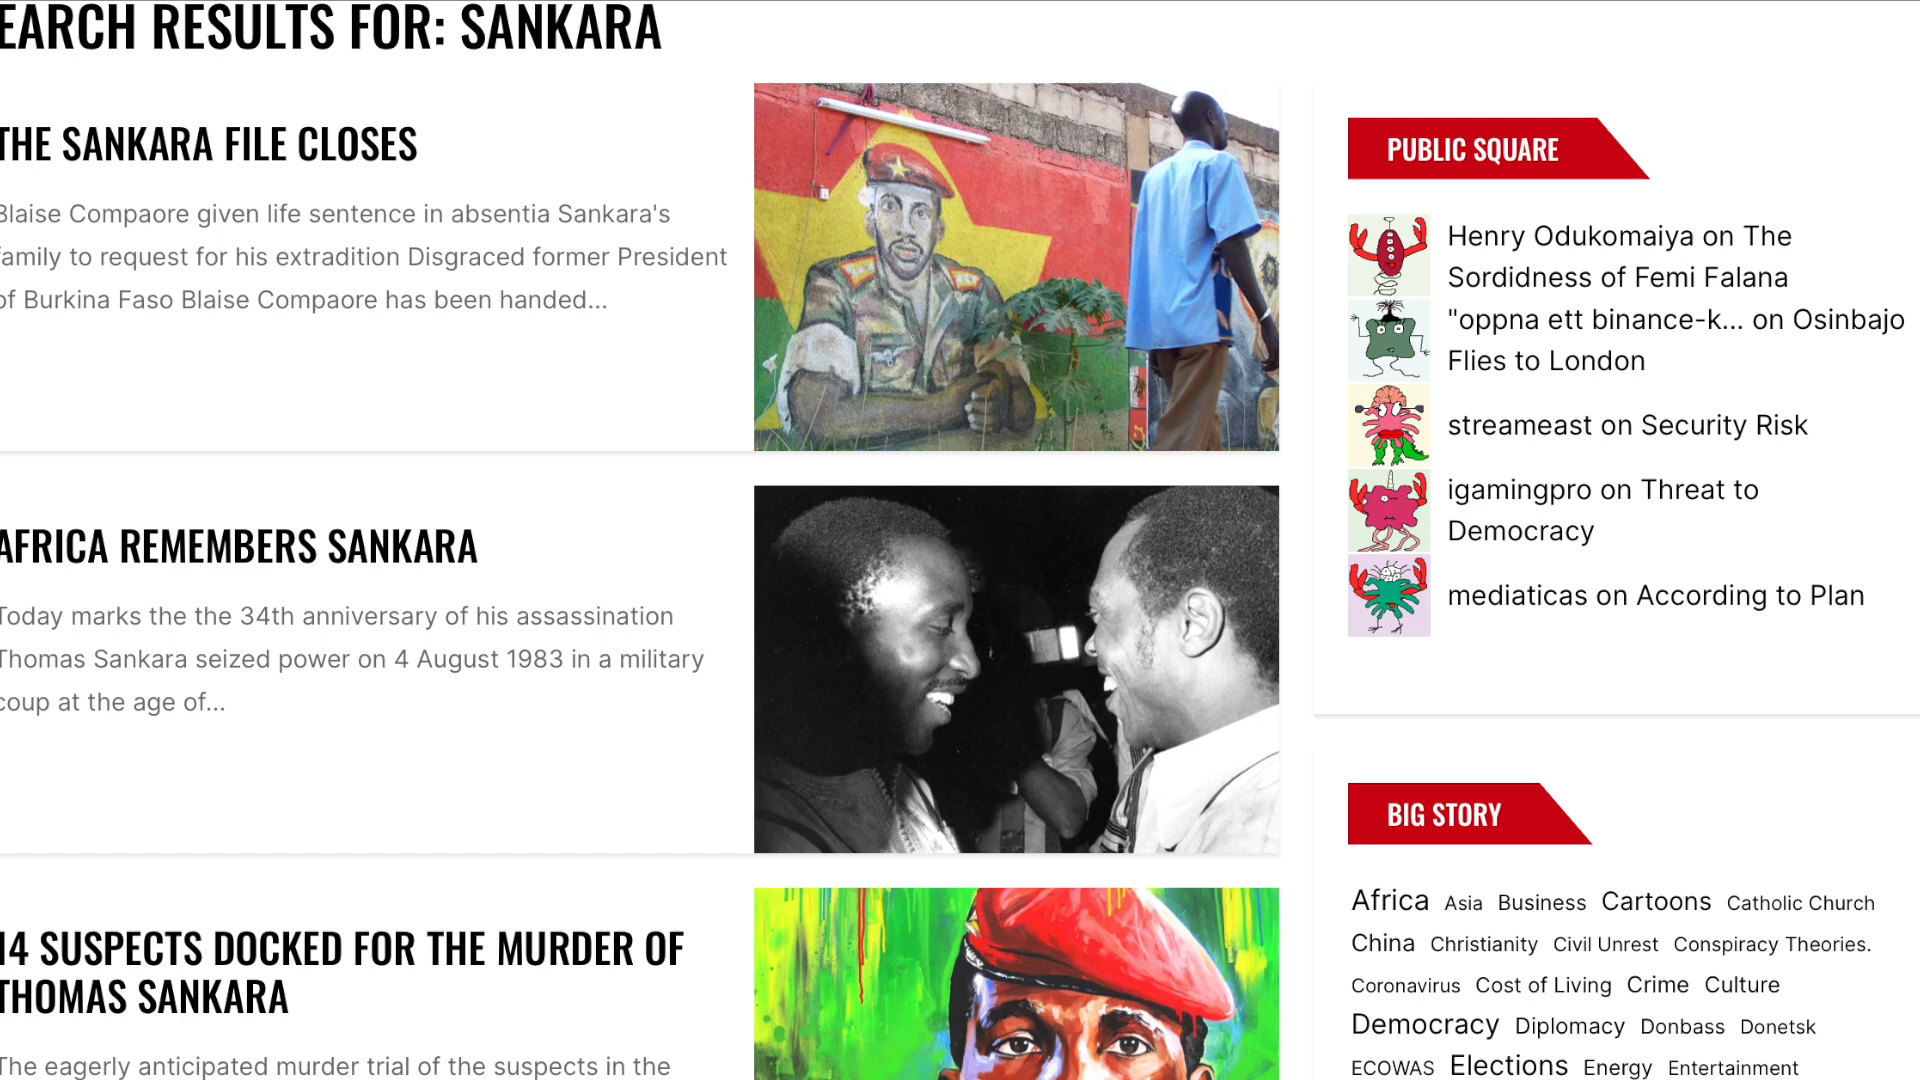 EARCH RESULTS FOR: SANKARA
THE SANKARA FILE CLOSES
Blaise Compaore given life sentence in absentia Sankara's
family to request for his extradition Disgraced former President
of Burkina Faso Blaise Compaore has been handed...
AFRICA REMEMBERS SANKARA
Today marks the the 34th anniversary of his assassination
Thomas Sankara seized power on 4 August 1983 in a military
coup at the age of...
14 SUSPECTS DOCKED FOR THE MURDER OF
THOMAS SANKARA
The eagerly anticipated murder trial of the suspects in the
PUBLIC SQUARE
Henry Odukomaiya on The
Sordidness of Femi Falana
"oppna ett binance-k... on Osinbajo
Flies to London
streameast on Security Risk
igamingpro on Threat to
Democracy
mediaticas on According to Plan
BIG STORY
Africa Asia Business Cartoons Catholic Church
China Christianity Civil Unrest Conspiracy Theories.
Coronavirus Cost of Living Crime Culture
Democracy Diplomacy Donbass Donetsk
ECOWAS Elections Energy Entertainment